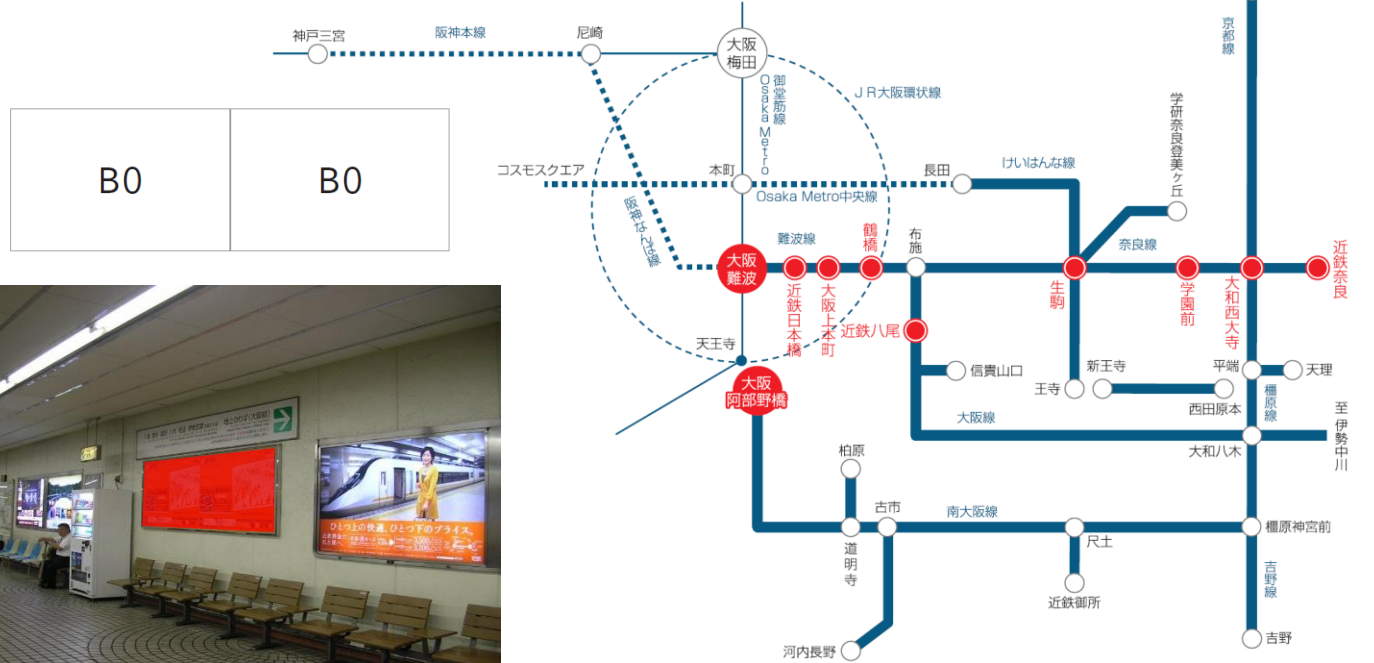 B0
B0
神戸三宮
阪神本線
尼崎
大阪
梅田
御堂筋線
Osaka Metro
JR大阪環状線
京都線
学研奈良登美ヶ丘
コスモスクエア
本町
長田
けいはんな線
Osaka Metro中央線
阪神なんば線
難波線
鶴橋
布施
奈良線
近鉄奈良
大阪
難波
近鉄日本橋
大阪上本町
生駒
学園前
大和西大寺
近鉄八尾
天王寺
信貴山口
王寺
新王寺
西田原本
平端
天理
橿原線
大阪
阿部野橋
大阪線
大和八木
至 伊勢中川
柏原
古市
南大阪線
道明寺
尺土
橿原神宮前
近鉄御所
吉野線
河内長野
吉野
ひとつ上の快適、ひとつ下のプライス。